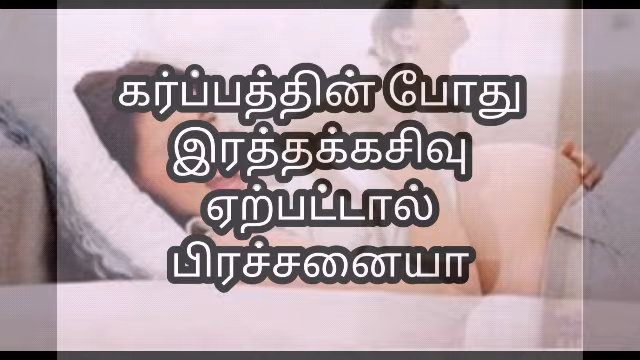 கர்ப்பத்தின் போது
இரத்தக்கசிவு
ஏற்பட்டால்
பிரச்சனையா